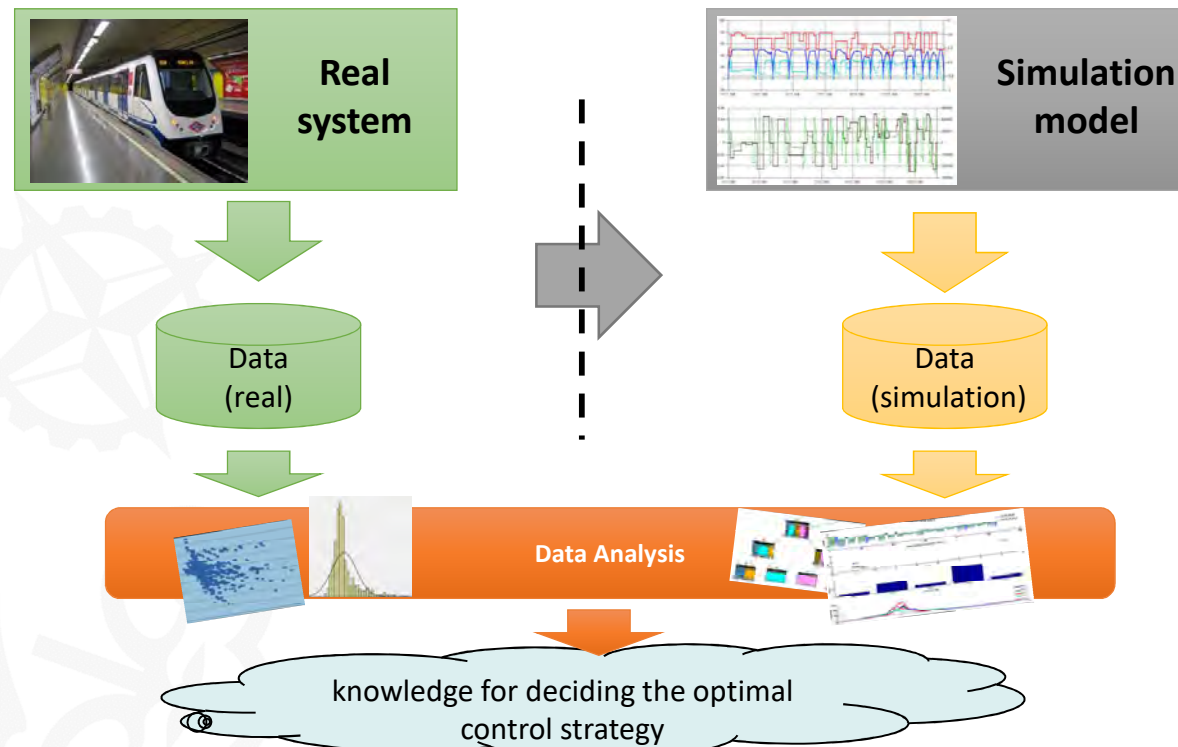 Real
system
Simulation
model
Data
(real)
Data
(simulation)
Data Analysis
knowledge for deciding the optimal
control strategy